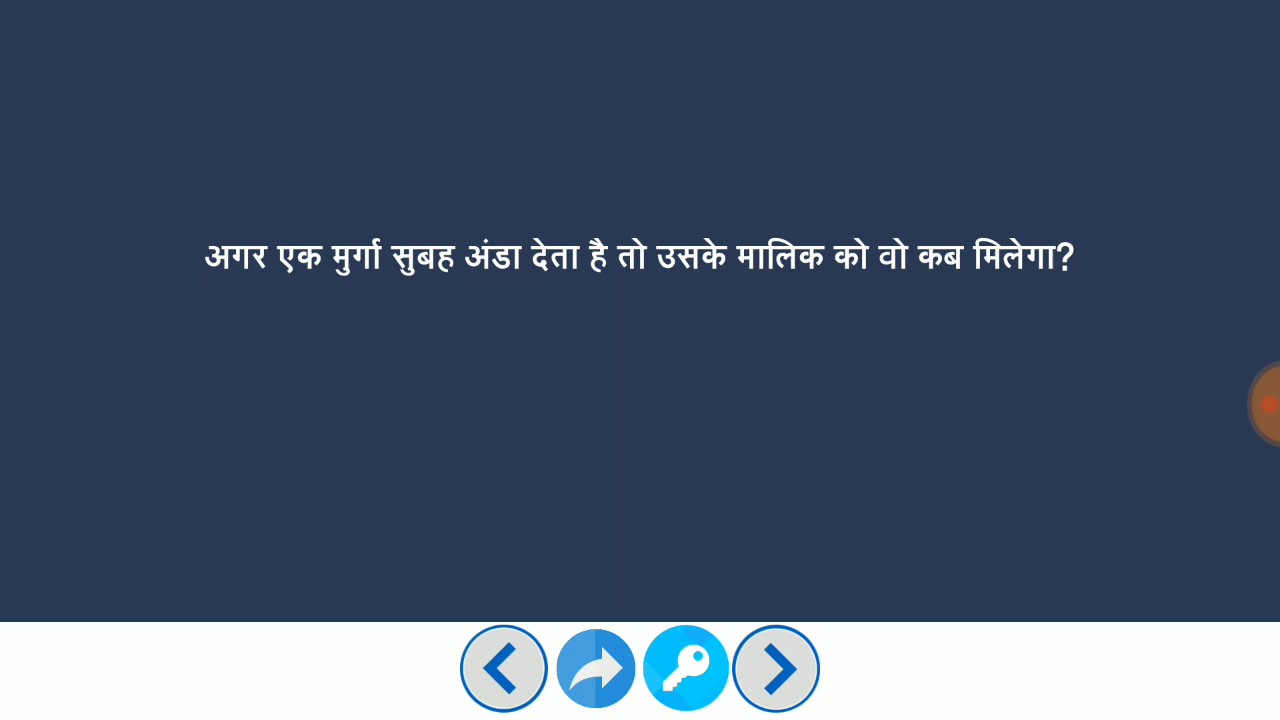 अगर एक मुर्गा सुबह अंडा देता है तो उसके मालिक को वो कब मिलेगा?